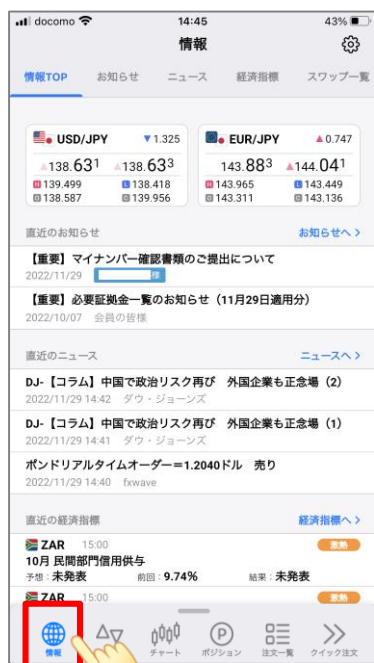 docomo 14:45 43%
情報
情報TOP お知らせ ニュース 経済指標 スワップ一覧
USD/JPY ▼1.325
▲138.631 ▲138.633
H 139.499 L 138.418
O 138.587 C 139.956
EUR/JPY ▲0.747
143.883 ▲144.041
H 143.965 L 143.449
O 143.311 C 143.136
直近のお知らせ お知らせへ >
【重要】マイナンバー確認書類のご提出について
2022/11/29 様
【重要】必要証拠金一覧のお知らせ(11月29日適用分)
2022/10/07 会員の皆様
直近のニュース ニュースへ >
DJ-【コラム】中国で政治リスク再び 外国企業も正念場(2)
2022/11/29 14:42 ダウ・ジョーンズ
DJ-【コラム】中国で政治リスク再び 外国企業も正念場(1)
2022/11/29 14:41 ダウ・ジョーンズ
ポンドリアルタイムオーダー=1.2040ドル 売り
2022/11/29 14:40 fxwave
直近の経済指標 経済指標へ >
ZAR 15:00 激熱
10月 民間部門信用供与
予想:未発表 前回:9.74% 結果:未発表
ZAR 15:00 激熱
情報 チャート P ポジション 注文一覧 クイック注文